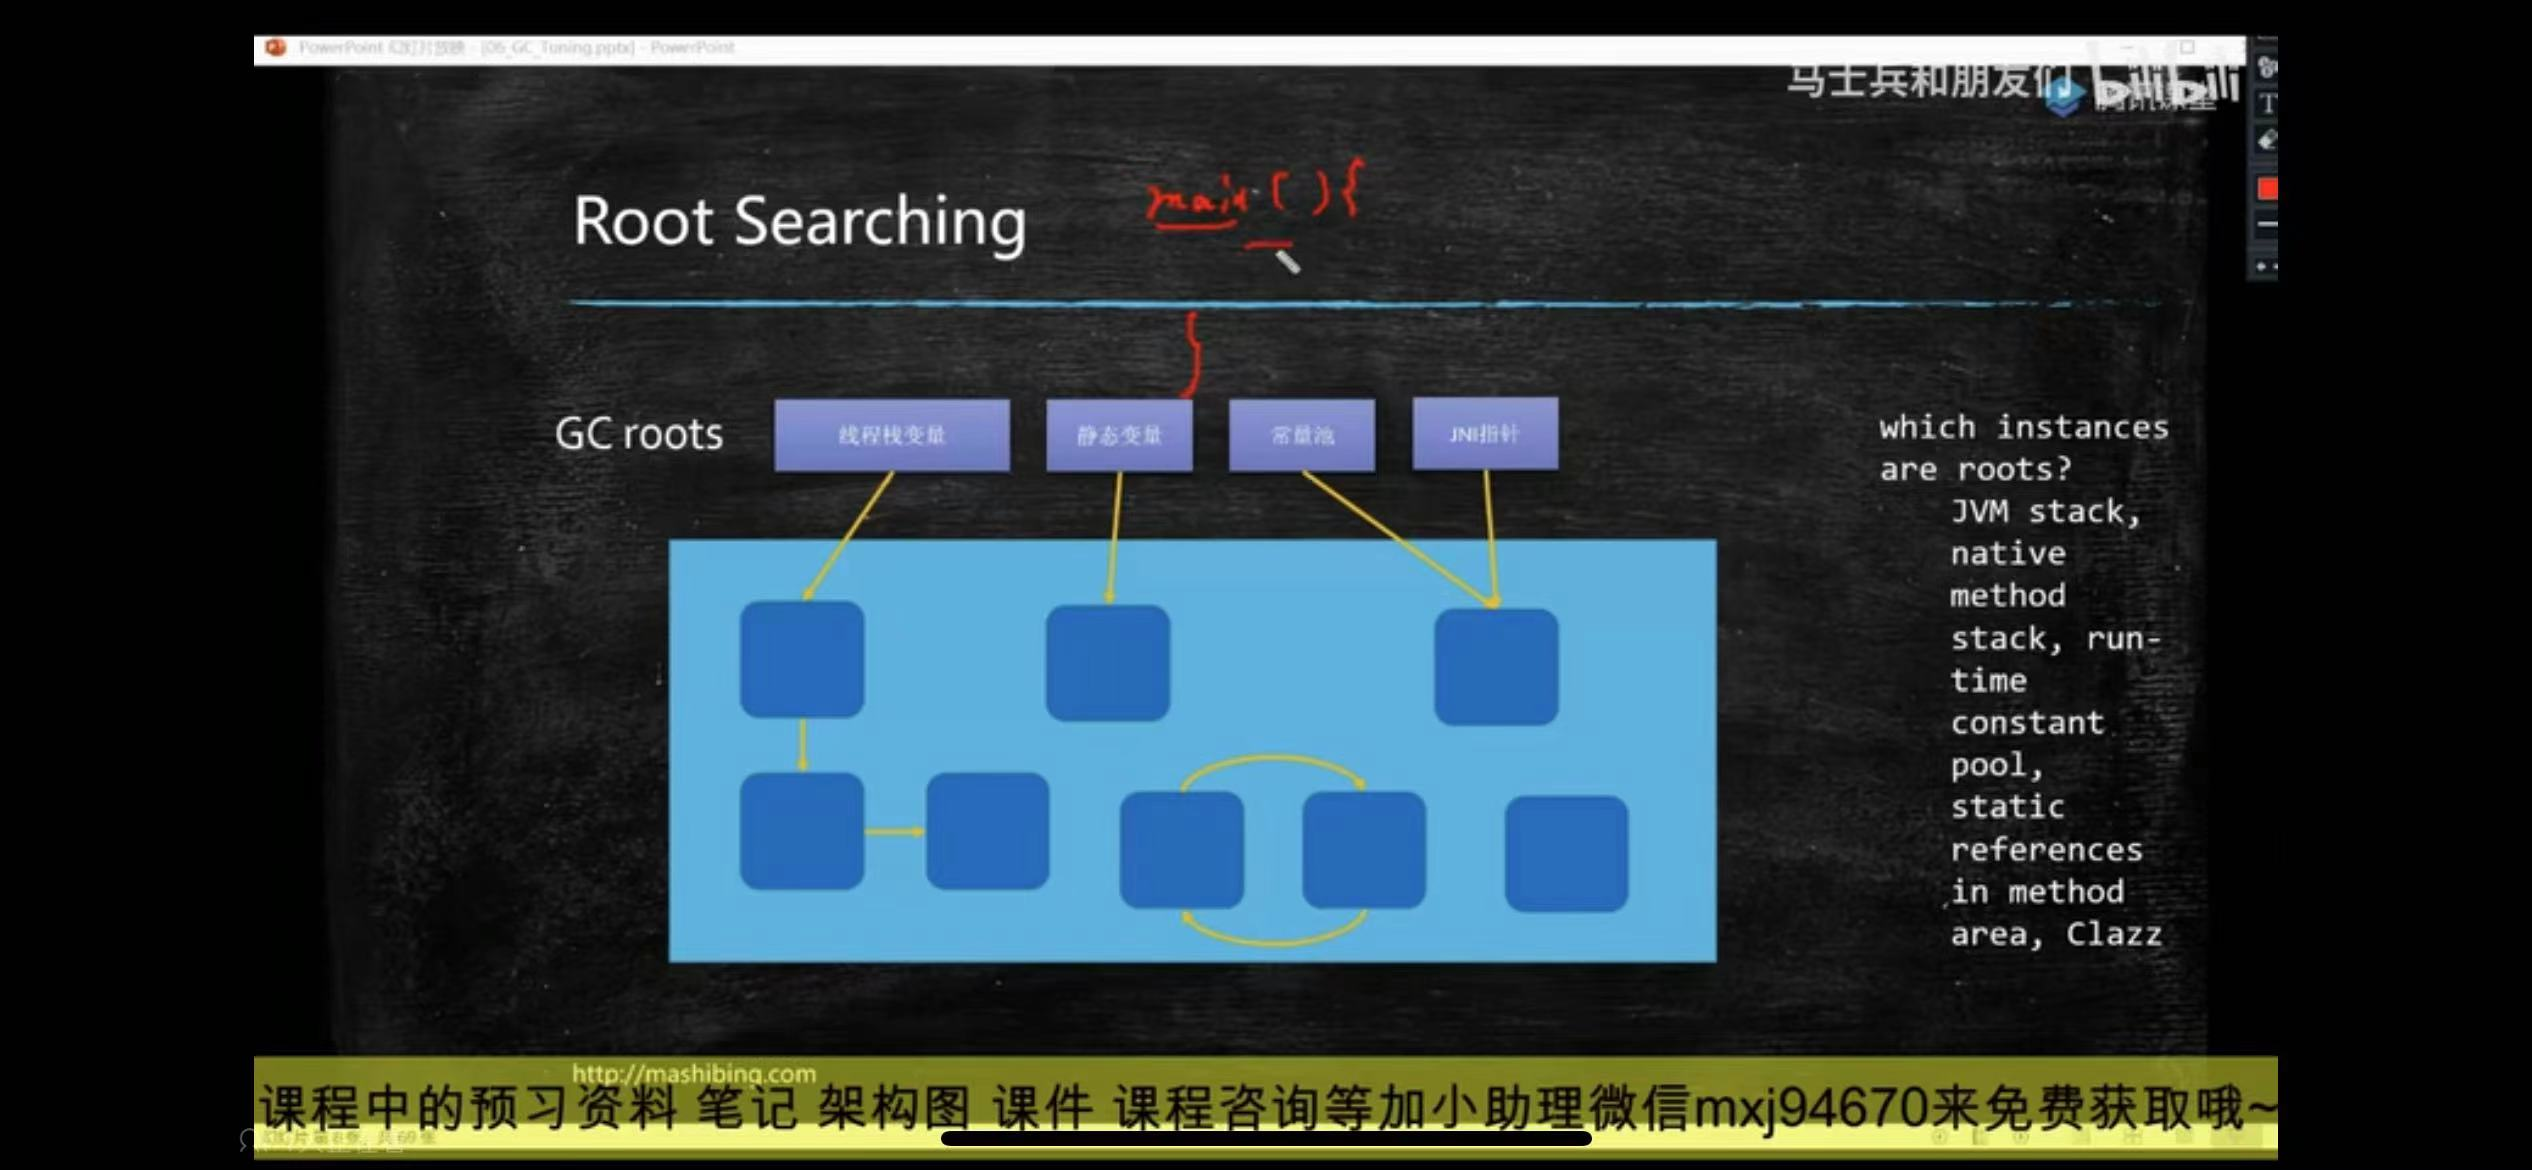 PowerPoint 幻灯片放映 - [06_GC_Tuning.pptx] - PowerPoint
马士兵和朋友们 bilibili
腾讯课堂
Root Searching
main() {
}
GC roots
线程栈变量
静态变量
常量池
JNI指针
which instances
are roots?
JVM stack,
native
method
stack, run-
time
constant
pool,
static
references
in method
area, Clazz
http://mashibing.com
课程中的预习资料 笔记 架构图 课件 课程咨询等加小助理微信mxj94670来免费获取哦~
幻灯片 第 8 张, 共 69 张